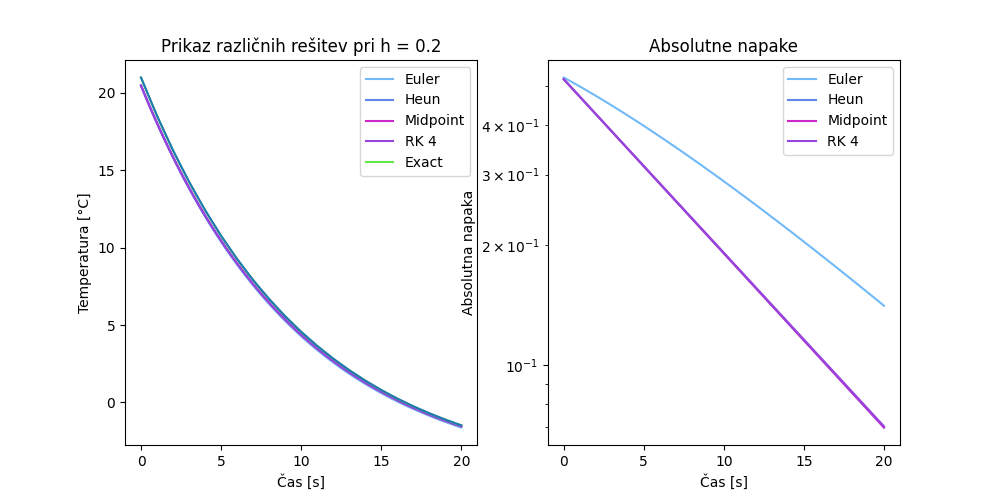 Prikaz različnih rešitev pri h = 0.2
Temperatura [°C]
20
15
10
5
0
0 5 10 15 20
Čas [s]
Euler
Heun
Midpoint
RK 4
Exact
Absolutne napake
Absolutna napaka
4 × 10⁻¹
3 × 10⁻¹
2 × 10⁻¹
10⁻¹
0 5 10 15 20
Čas [s]
Euler
Heun
Midpoint
RK 4